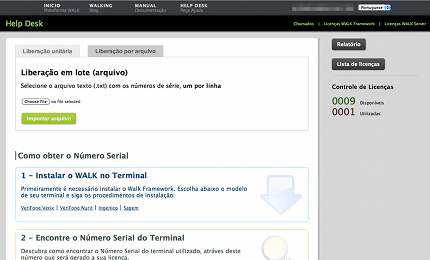 INICIO
Plataforma WALK
WALKING
Blog
MANUAL
Documentação
HELP DESK
Peça Ajuda
Portuguese
Help Desk
Chamados | Licenças WALK Framework | Licenças WALK Server
Liberação unitária
Liberação por arquivo
Liberação em lote (arquivo)
Selecione o arquivo texto (.txt) com os números de série, um por linha
Choose File no file selected
Importar arquivo
Relatório
Lista de licenças
Controle de Licenças
0009 Disponíveis
0001 Utilizadas
Como obter o Número Serial
1 - Instalar o WALK no Terminal
Primeiramente é necessário instalar o Walk Framework. Escolha abaixo o modelo
de seu terminal e siga os procedimentos de instalação:
VeriFone Verix | VeriFone Nurit | Ingenico | Sagem
2 - Encontre o Número Serial do Terminal
Descubra como encontrar o Número Serial do terminal utilizado, atráves deste
número que será gerado a sua licença.